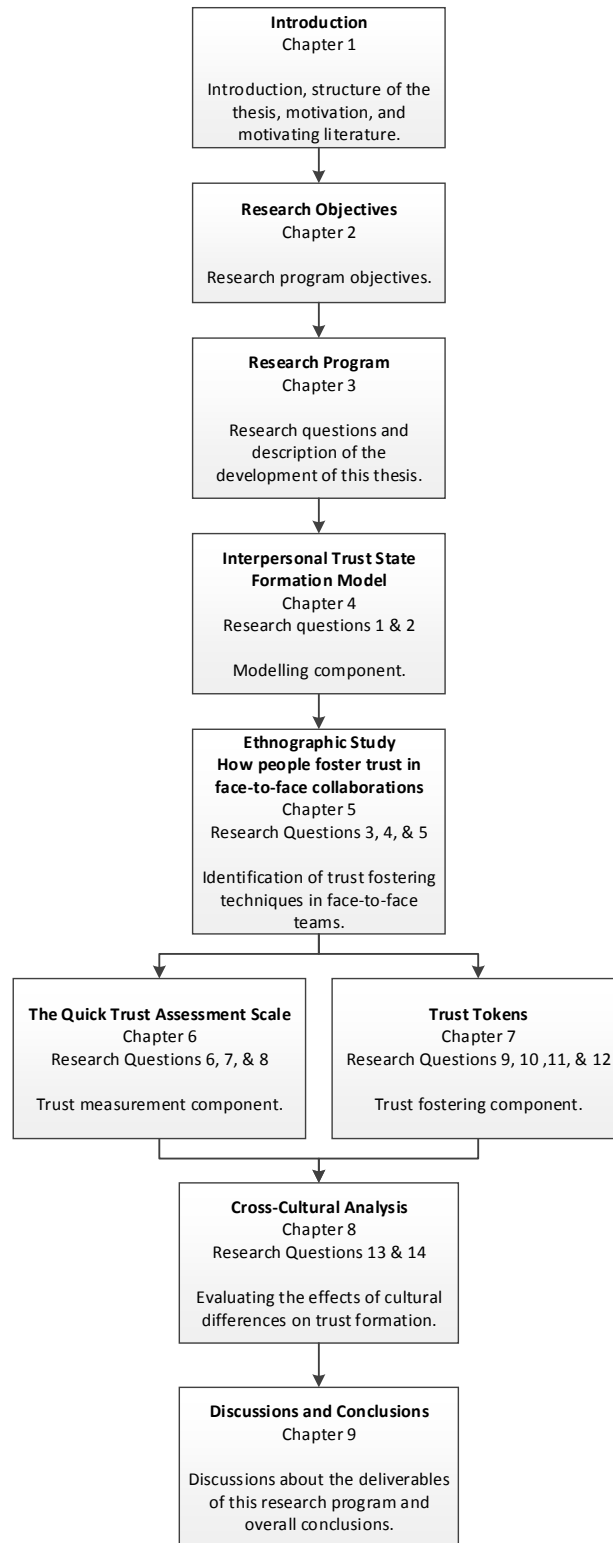 Introduction
Chapter 1
Introduction, structure of the
thesis, motivation, and
motivating literature.
Research Objectives
Chapter 2
Research program objectives.
Research Program
Chapter 3
Research questions and
description of the
development of this thesis.
Interpersonal Trust State
Formation Model
Chapter 4
Research questions 1 & 2
Modelling component.
Ethnographic Study
How people foster trust in
face-to-face collaborations
Chapter 5
Research Questions 3, 4, & 5
Identification of trust fostering
techniques in face-to-face
teams.
The Quick Trust Assessment Scale
Chapter 6
Research Questions 6, 7, & 8
Trust measurement component.
Trust Tokens
Chapter 7
Research Questions 9, 10 ,11, & 12
Trust fostering component.
Cross-Cultural Analysis
Chapter 8
Research Questions 13 & 14
Evaluating the effects of cultural
differences on trust formation.
Discussions and Conclusions
Chapter 9
Discussions about the deliverables
of this research program and
overall conclusions.